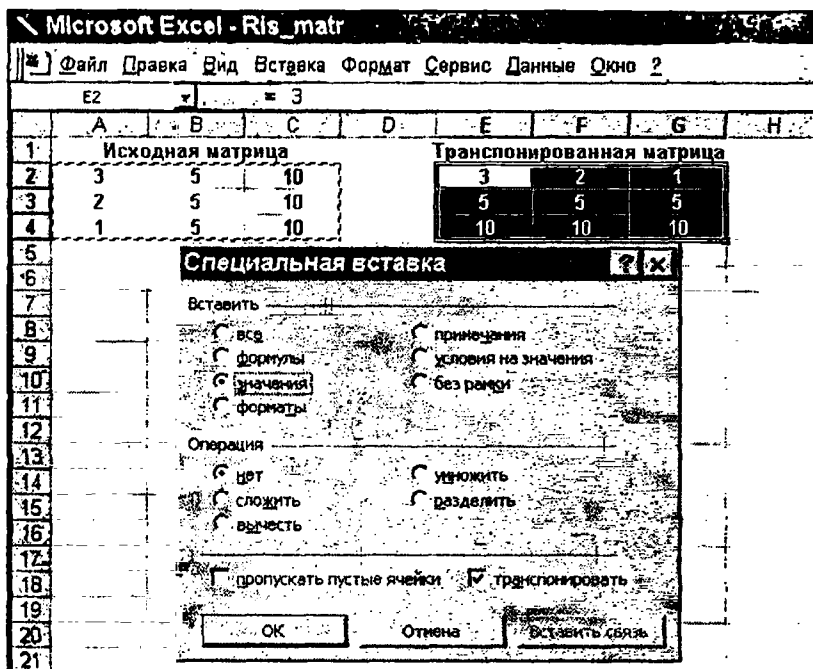 Microsoft Excel - Ris_matr
Файл Правка Вид Вставка Формат Сервис Данные Окно ?
E2 = 3
A B C D E F G H
1 Исходная матрица Транспонированная матрица
2 3 5 10 3 2 1
3 2 5 10 5 5 5
4 1 5 10 10 10 10
5
6
7
8
9
10
11
12
13
14
15
16
17
18
19
20
21
Специальная вставка ? ×
Вставить
все примечания
формулы условия на значения
значения без рамки
форматы
Операция
нет умножить
сложить разделить
вычесть
пропускать пустые ячейки транспонировать
ОК Отмена Вставить связь